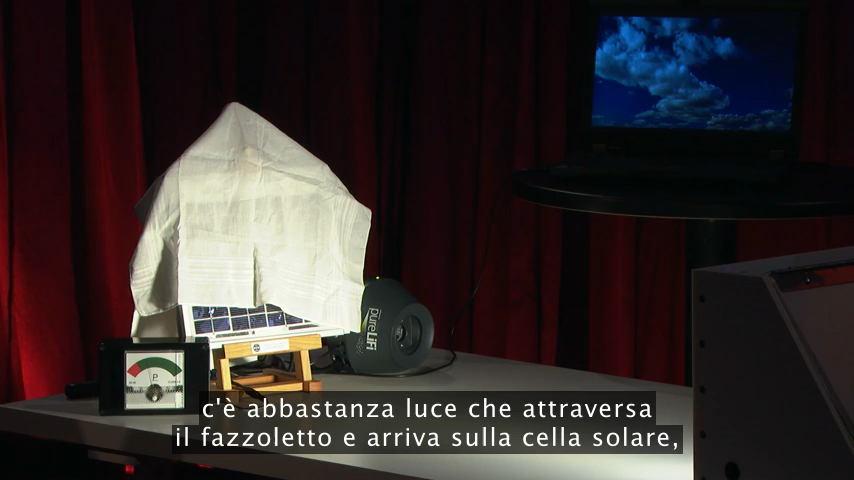 pureLiFi
P
c'è abbastanza luce che attraversa
il fazzoletto e arriva sulla cella solare,